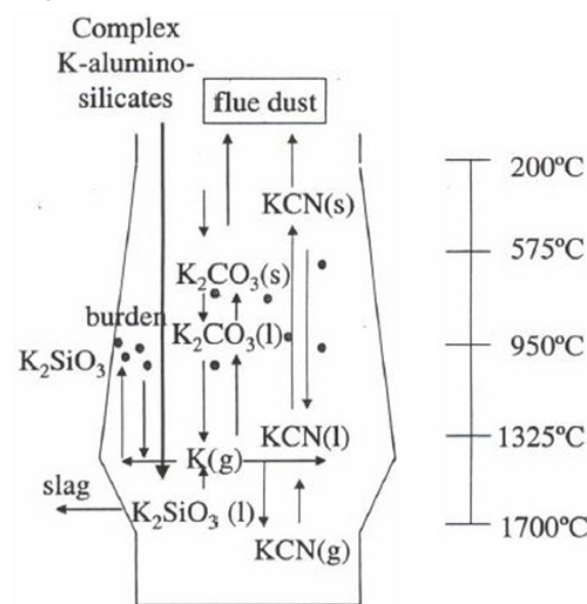 Complex
K-alumino-
silicates
flue dust
200ºC
KCN(s)
575ºC
K₂CO₃(s)
burden
K₂CO₃(l)
950ºC
K₂SiO₃
KCN(l)
1325ºC
K(g)
slag
K₂SiO₃ (l)
1700ºC
KCN(g)